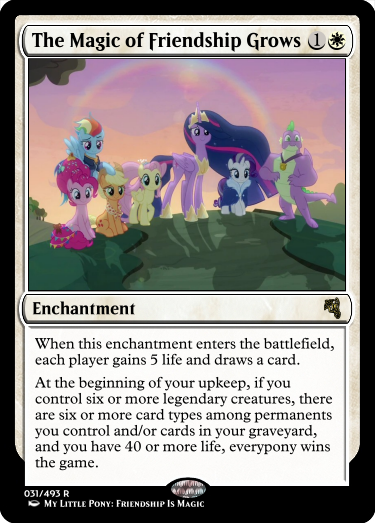 The Magic of Friendship Grows 1
Enchantment
When this enchantment enters the battlefield,
each player gains 5 life and draws a card.
At the beginning of your upkeep, if you
control six or more legendary creatures, there
are six or more card types among permanents
you control and/or cards in your graveyard,
and you have 40 or more life, everypony wins
the game.
031/493 R
My Little Pony: Friendship Is Magic